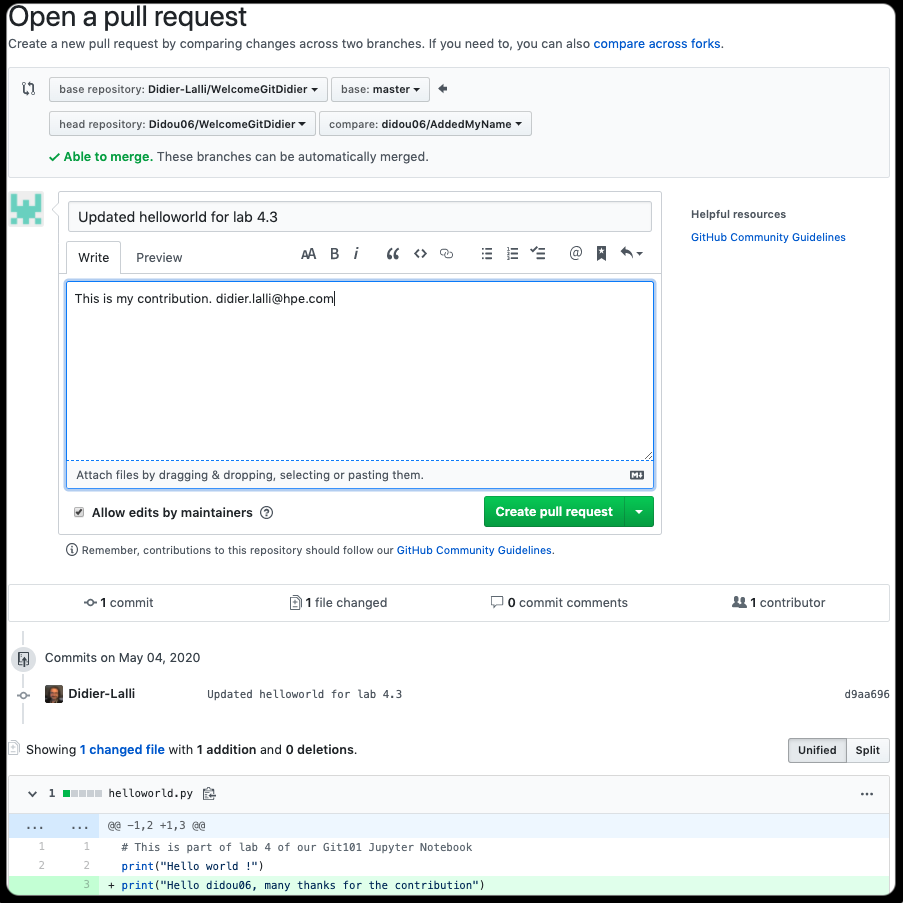 Open a pull request
Create a new pull request by comparing changes across two branches. If you need to, you can also compare across forks.
base repository: Didier-Lalli/WelcomeGitDidier base: master
head repository: Didou06/WelcomeGitDidier compare: didou06/AddedMyName
Able to merge. These branches can be automatically merged.
Updated helloworld for lab 4.3
Helpful resources
GitHub Community Guidelines
Write Preview AA B i “ <> @
This is my contribution. didier.lalli@hpe.com
Attach files by dragging & dropping, selecting or pasting them. M
Allow edits by maintainers ? Create pull request
Remember, contributions to this repository should follow our GitHub Community Guidelines.
1 commit 1 file changed 0 commit comments 1 contributor
Commits on May 04, 2020
Didier-Lalli Updated helloworld for lab 4.3 d9aa696
Showing 1 changed file with 1 addition and 0 deletions. Unified Split
1 helloworld.py ...
... ... @@ -1,2 +1,3 @@
1 1 # This is part of lab 4 of our Git101 Jupyter Notebook
2 2 print("Hello world !")
3 + print("Hello didou06, many thanks for the contribution")